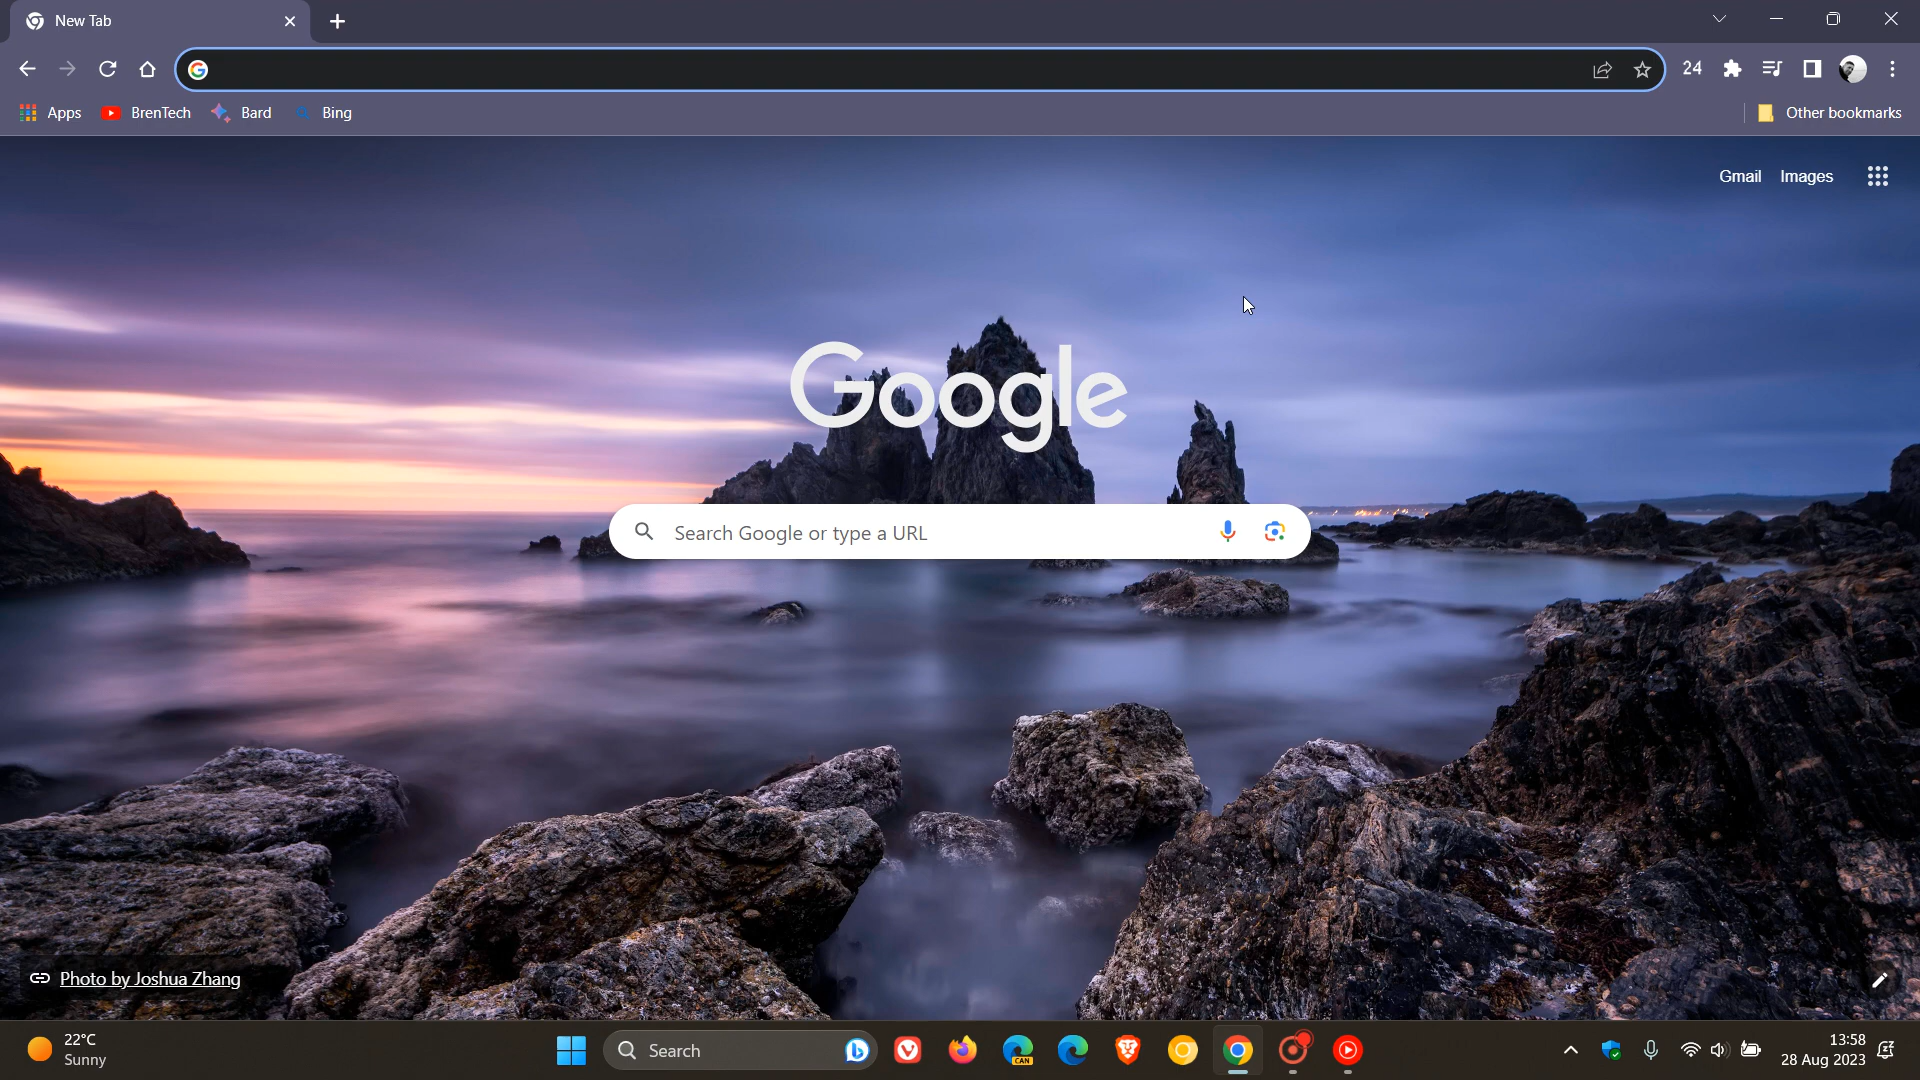 New Tab
24
Apps
BrenTech
Bard
Bing
Other bookmarks
Gmail
Images
Google
Search Google or type a URL
Photo by Joshua Zhang
22°C
Sunny
Search
CAN
13:58
28 Aug 2023